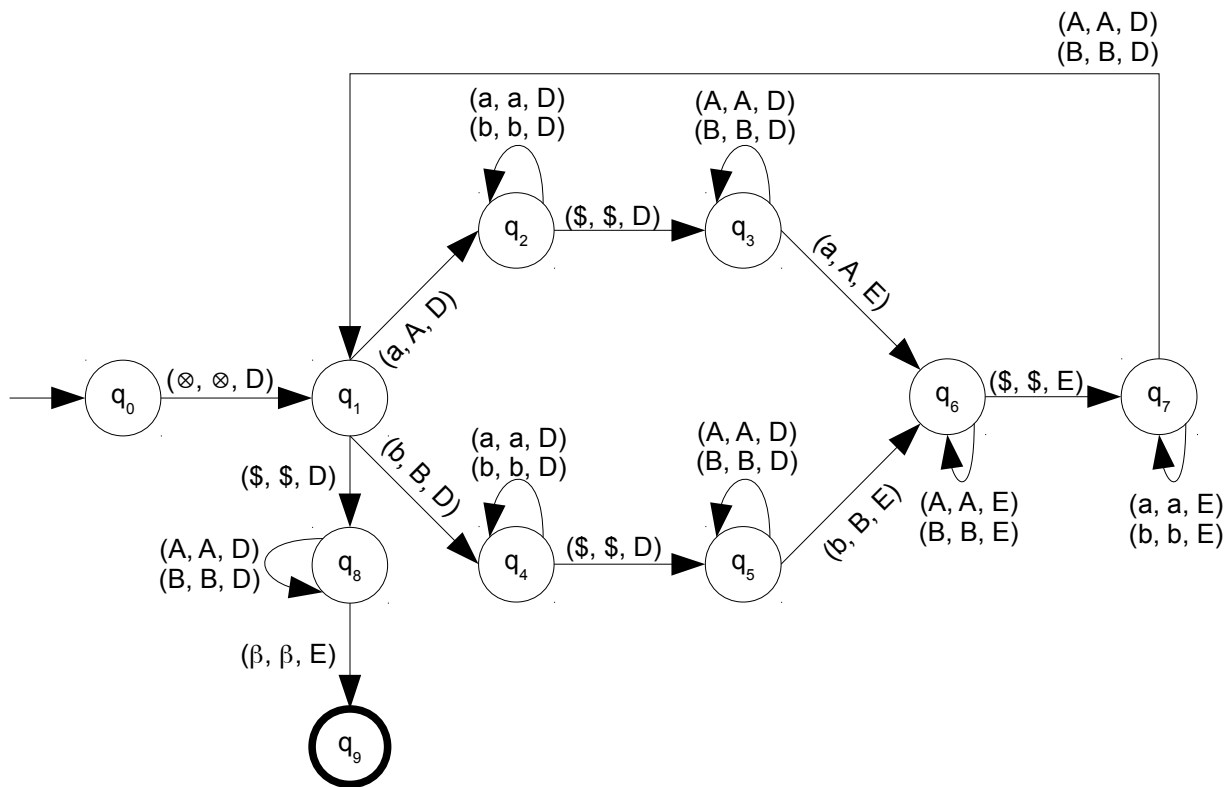 (A, A, D)
(B, B, D)
(a, a, D)
(b, b, D)
(A, A, D)
(B, B, D)
q₂
($, $, D)
q₃
(a, A, D)
(a, A, E)
q₀
(⊗, ⊗, D)
q₁
q₆
($, $, E)
q₇
(b, B, D)
(a, a, D)
(b, b, D)
(A, A, D)
(B, B, D)
($, $, D)
(b, B, E)
(A, A, E)
(B, B, E)
(a, a, E)
(b, b, E)
(A, A, D)
(B, B, D)
q₈
q₄
($, $, D)
q₅
(β, β, E)
q₉